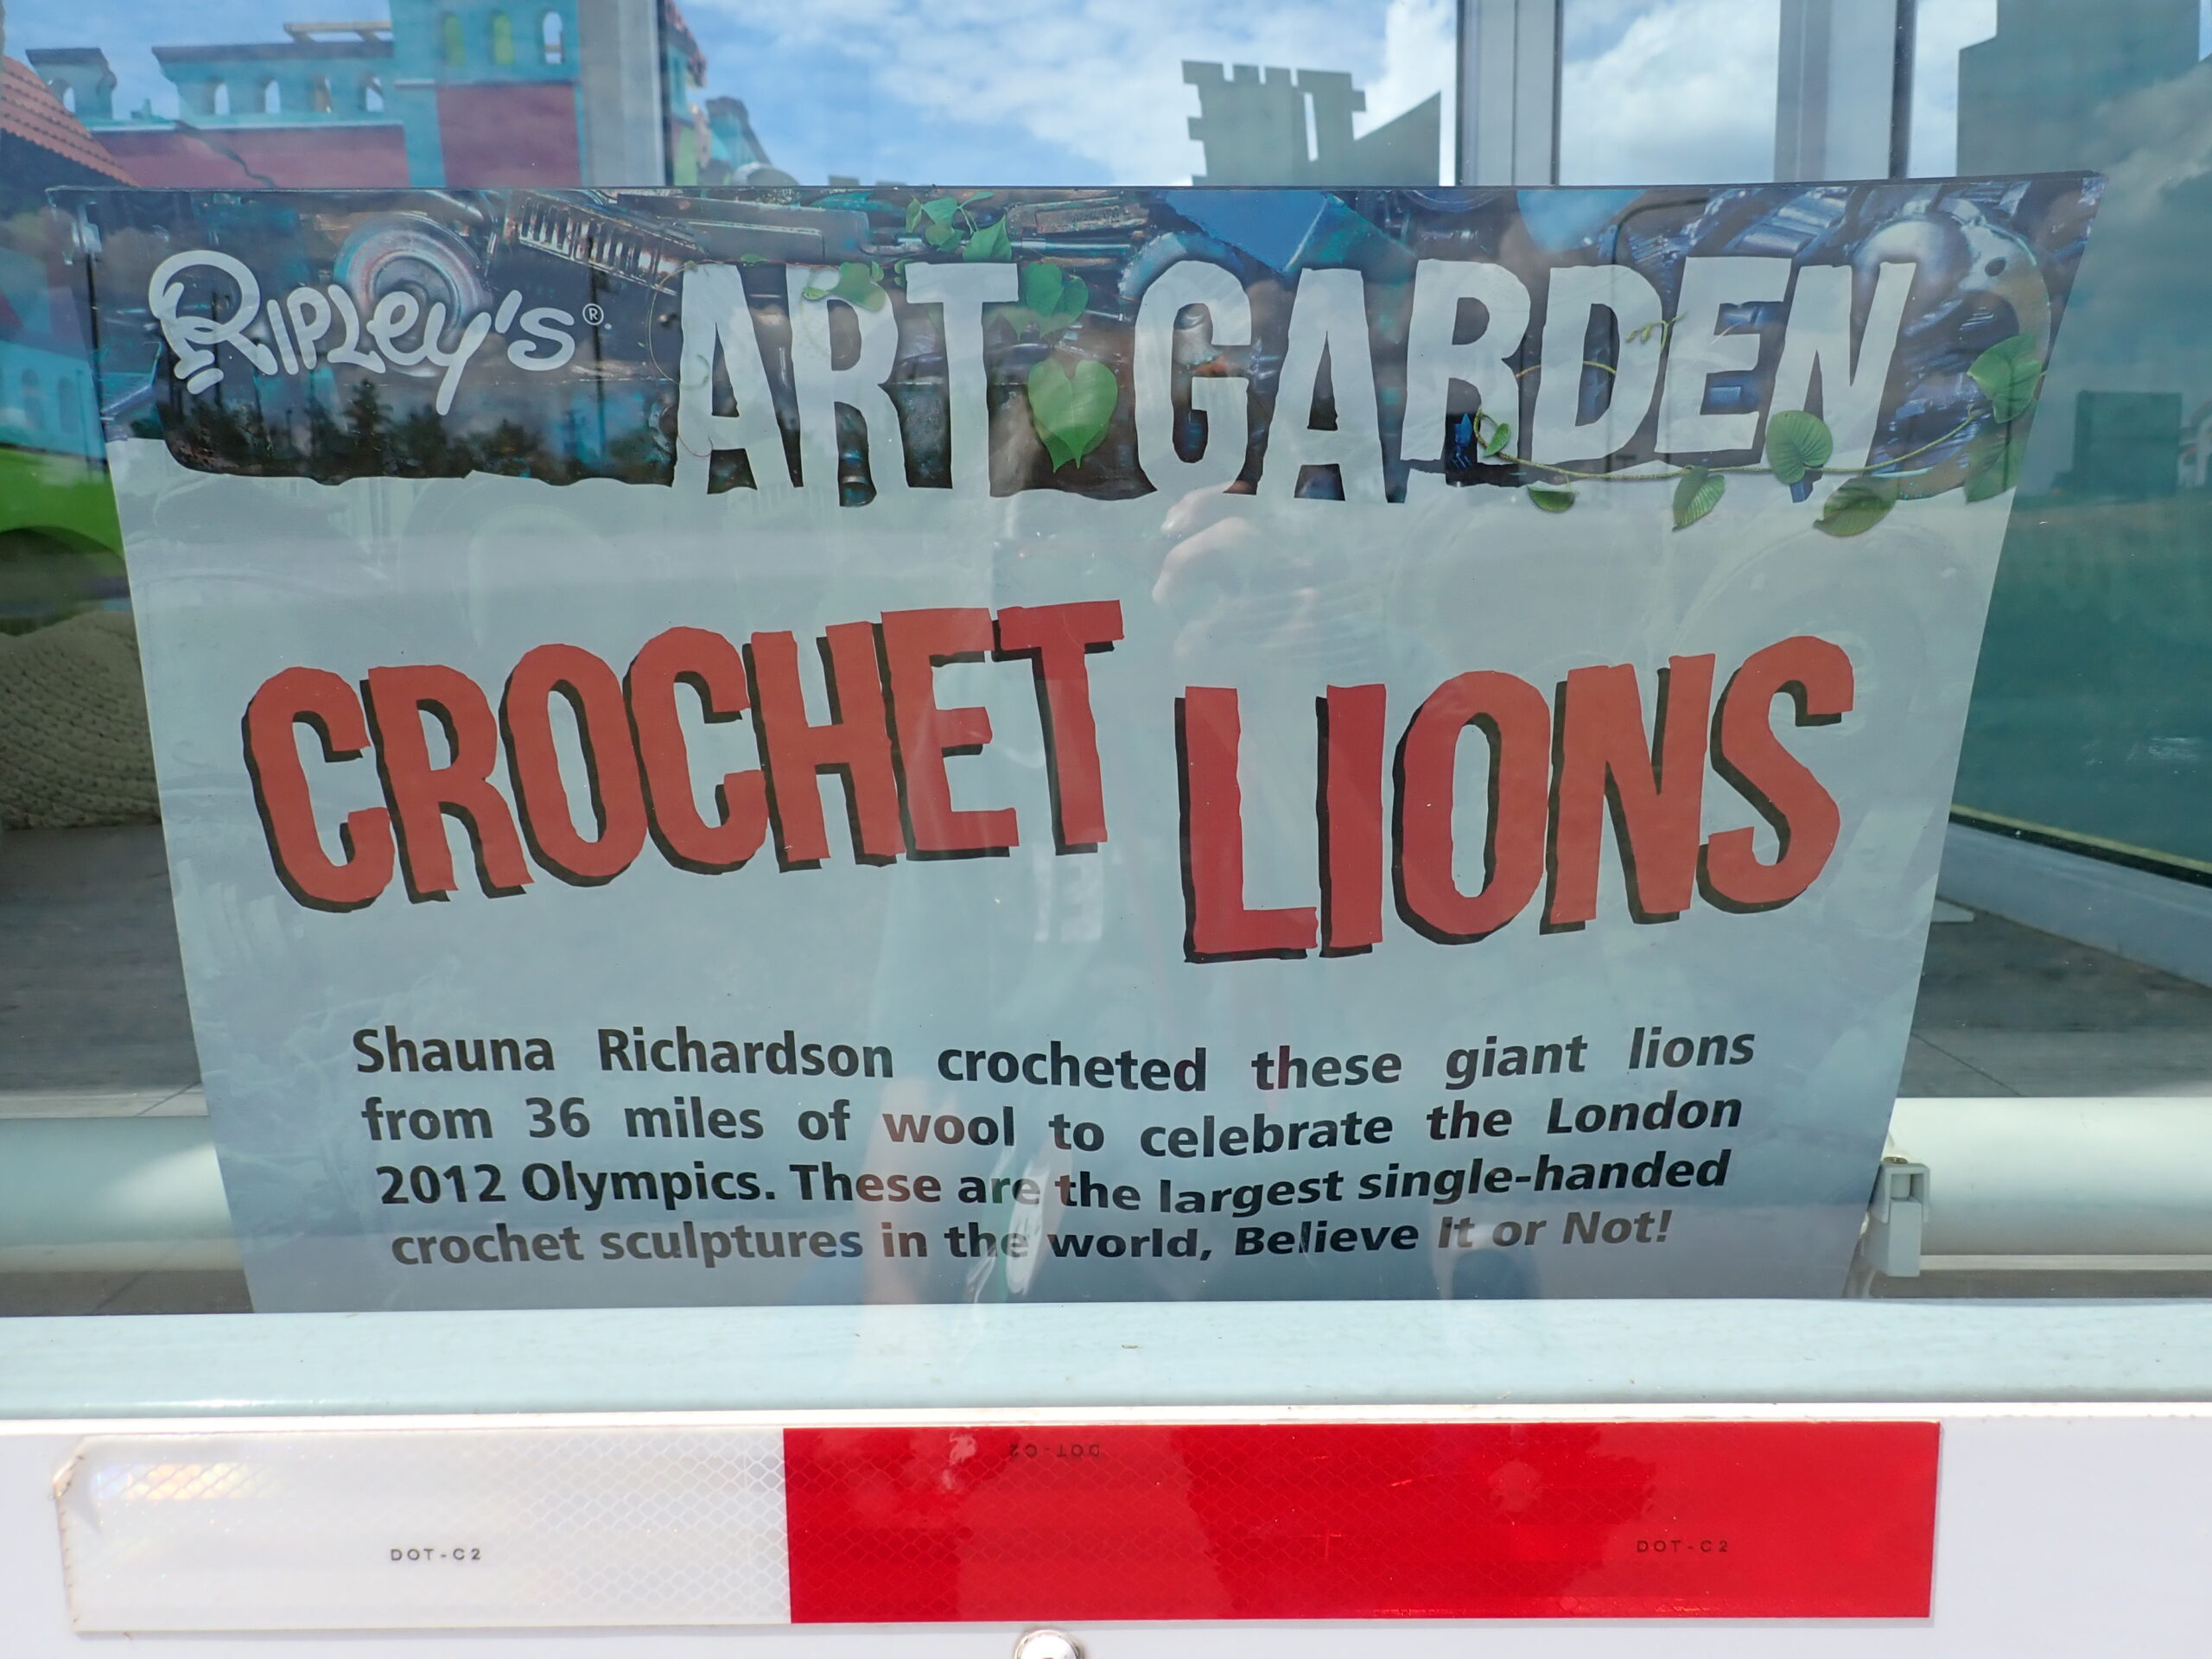 RIPLEY'S® ART GARDEN
CROCHET LIONS
Shauna Richardson crocheted these giant lions
from 36 miles of wool to celebrate the London
2012 Olympics. These are the largest single-handed
crochet sculptures in the world, Believe It or Not!
DOT-C2
DOT-C2
DOT-C2